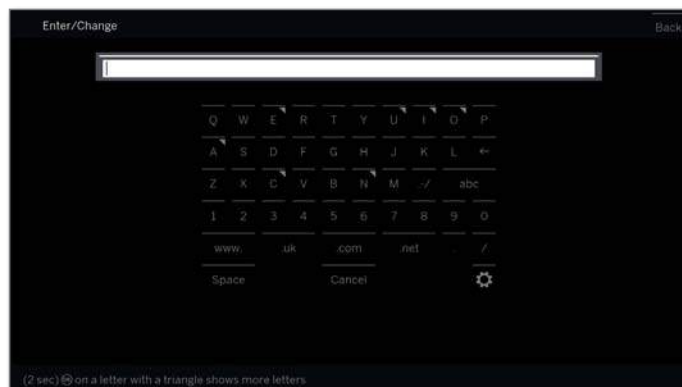 Enter/Change
Back
Q W E R T Y U I O P
A S D F G H J K L ←
Z X C V B N M .-/ abc
1 2 3 4 5 6 7 8 9 0
www. .uk .com .net . /
Space Cancel
(2 sec) OK on a letter with a triangle shows more letters